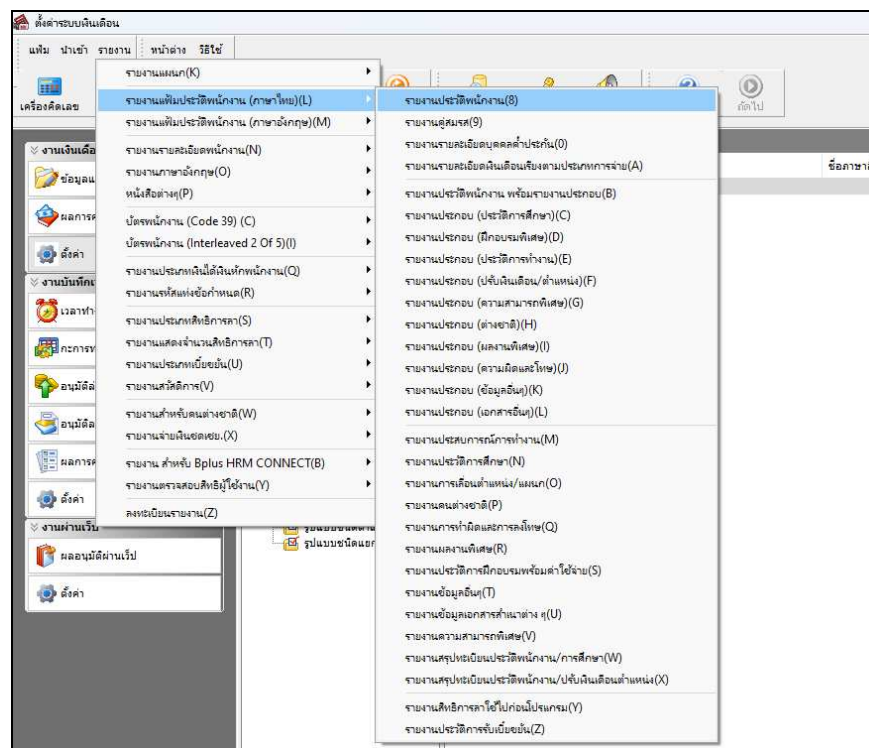 ตั้งค่าระบบเงินเดือน
แฟ้ม นำเข้า รายงาน หน้าต่าง วิธีใช้
เครื่องคิดเลข
ถัดไป
รายงานแผนก(K)
รายงานแฟ้มประวัติพนักงาน (ภาษาไทย)(L)
รายงานแฟ้มประวัติพนักงาน (ภาษาอังกฤษ)(M)
รายงานรายละเอียดพนักงาน(N)
รายงานภาษาอังกฤษ(O)
หนังสือต่างๆ(P)
บัตรพนักงาน (Code 39) (C)
บัตรพนักงาน (Interleaved 2 Of 5)(I)
รายงานประเภทเงินได้เงินหักพนักงาน(Q)
รายงานรหัสแห่งข้อกำหนด(R)
รายงานประเภทสิทธิการลา(S)
รายงานแสดงจำนวนสิทธิการลา(T)
รายงานประเภทเบี้ยขยัน(U)
รายงานสวัสดิการ(V)
รายงานสำหรับคนต่างชาติ(W)
รายงานจ่ายเงินชดเชย.(X)
รายงาน สำหรับ Bplus HRM CONNECT(B)
รายงานตรวจสอบสิทธิผู้ใช้งาน(Y)
ลงทะเบียนรายงาน(Z)
รายงานประวัติพนักงาน(8)
รายงานคู่สมรส(9)
รายงานรายละเอียดบุคคลค้ำประกัน(0)
รายงานรายละเอียดเงินเดือนเรียงตามประเภทการจ่าย(A)
รายงานประวัติพนักงาน พร้อมรายงานประกอบ(B)
รายงานประกอบ (ประวัติการศึกษา)(C)
รายงานประกอบ (ฝึกอบรมพิเศษ)(D)
รายงานประกอบ (ประวัติการทำงาน)(E)
รายงานประกอบ (ปรับเงินเดือน/ตำแหน่ง)(F)
รายงานประกอบ (ความสามารถพิเศษ)(G)
รายงานประกอบ (ต่างชาติ)(H)
รายงานประกอบ (ผลงานพิเศษ)(I)
รายงานประกอบ (ความผิดและโทษ)(J)
รายงานประกอบ (ข้อมูลอื่นๆ)(K)
รายงานประกอบ (เอกสารอื่นๆ)(L)
รายงานประสบการณ์การทำงาน(M)
รายงานประวัติการศึกษา(N)
รายงานการเลื่อนตำแหน่ง/แผนก(O)
รายงานคนต่างชาติ(P)
รายงานการทำผิดและการลงโทษ(Q)
รายงานผลงานพิเศษ(R)
รายงานประวัติการฝึกอบรมพร้อมค่าใช้จ่าย(S)
รายงานข้อมูลอื่นๆ(T)
รายงานข้อมูลเอกสารสำเนาต่าง ๆ(U)
รายงานความสามารถพิเศษ(V)
รายงานสรุปทะเบียนประวัติพนักงาน/การศึกษา(W)
รายงานสรุปทะเบียนประวัติพนักงาน/ปรับเงินเดือนตำแหน่ง(X)
รายงานสิทธิการลาใช้ไปก่อนโปรแกรม(Y)
รายงานประวัติการรับเบี้ยขยัน(Z)
งานเงินเดือ
ข้อมูลแ
ผลการค
ตั้งค่า
งานบันทึกเ
เวลาทำ
กะการท
อนุมัติล
อนุมัติล
ผลการค
ตั้งค่า
งานผ่านเว็บ
ผลอนุมัติผ่านเว็บ
ตั้งค่า
รูปแบบชนิดแยก
ชื่อภาษา